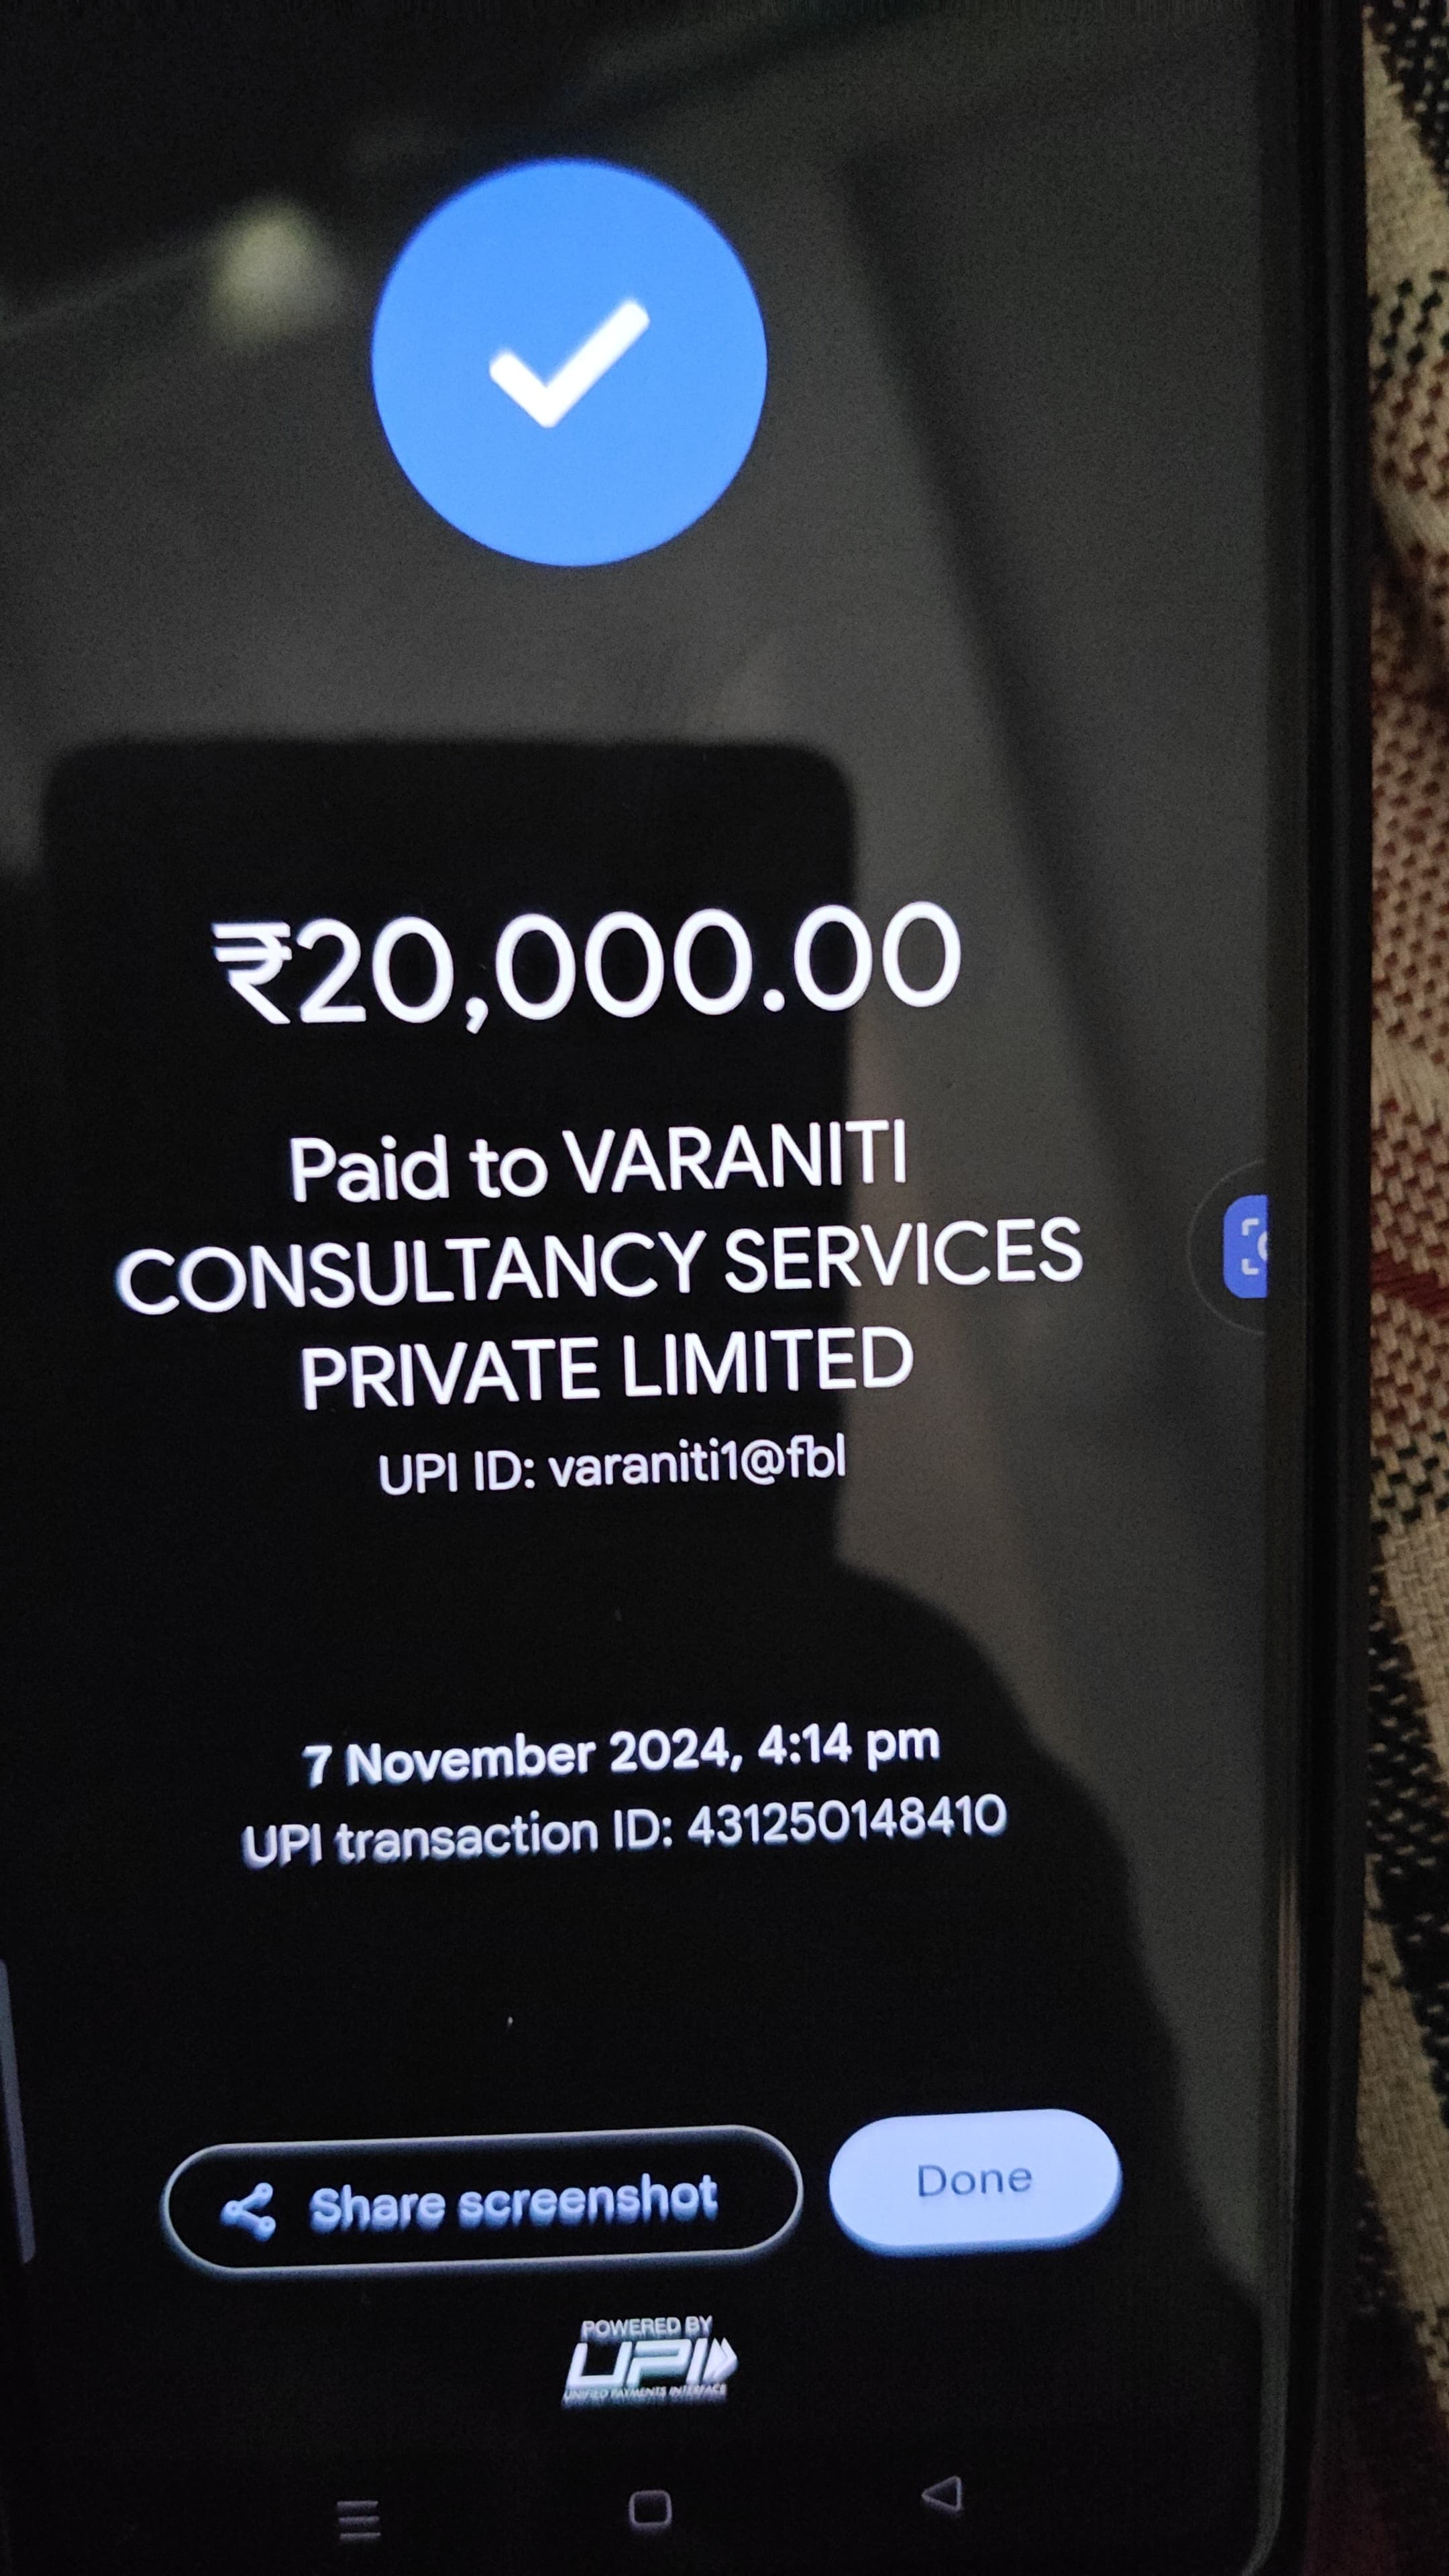 ₹20,000.00
Paid to VARANITI
CONSULTANCY SERVICES
PRIVATE LIMITED
UPI ID: varaniti1@fbl
7 November 2024, 4:14 pm
UPI transaction ID: 431250148410
Share screenshot
Done
POWERED BY
UPI
UNIFIED PAYMENTS INTERFACE